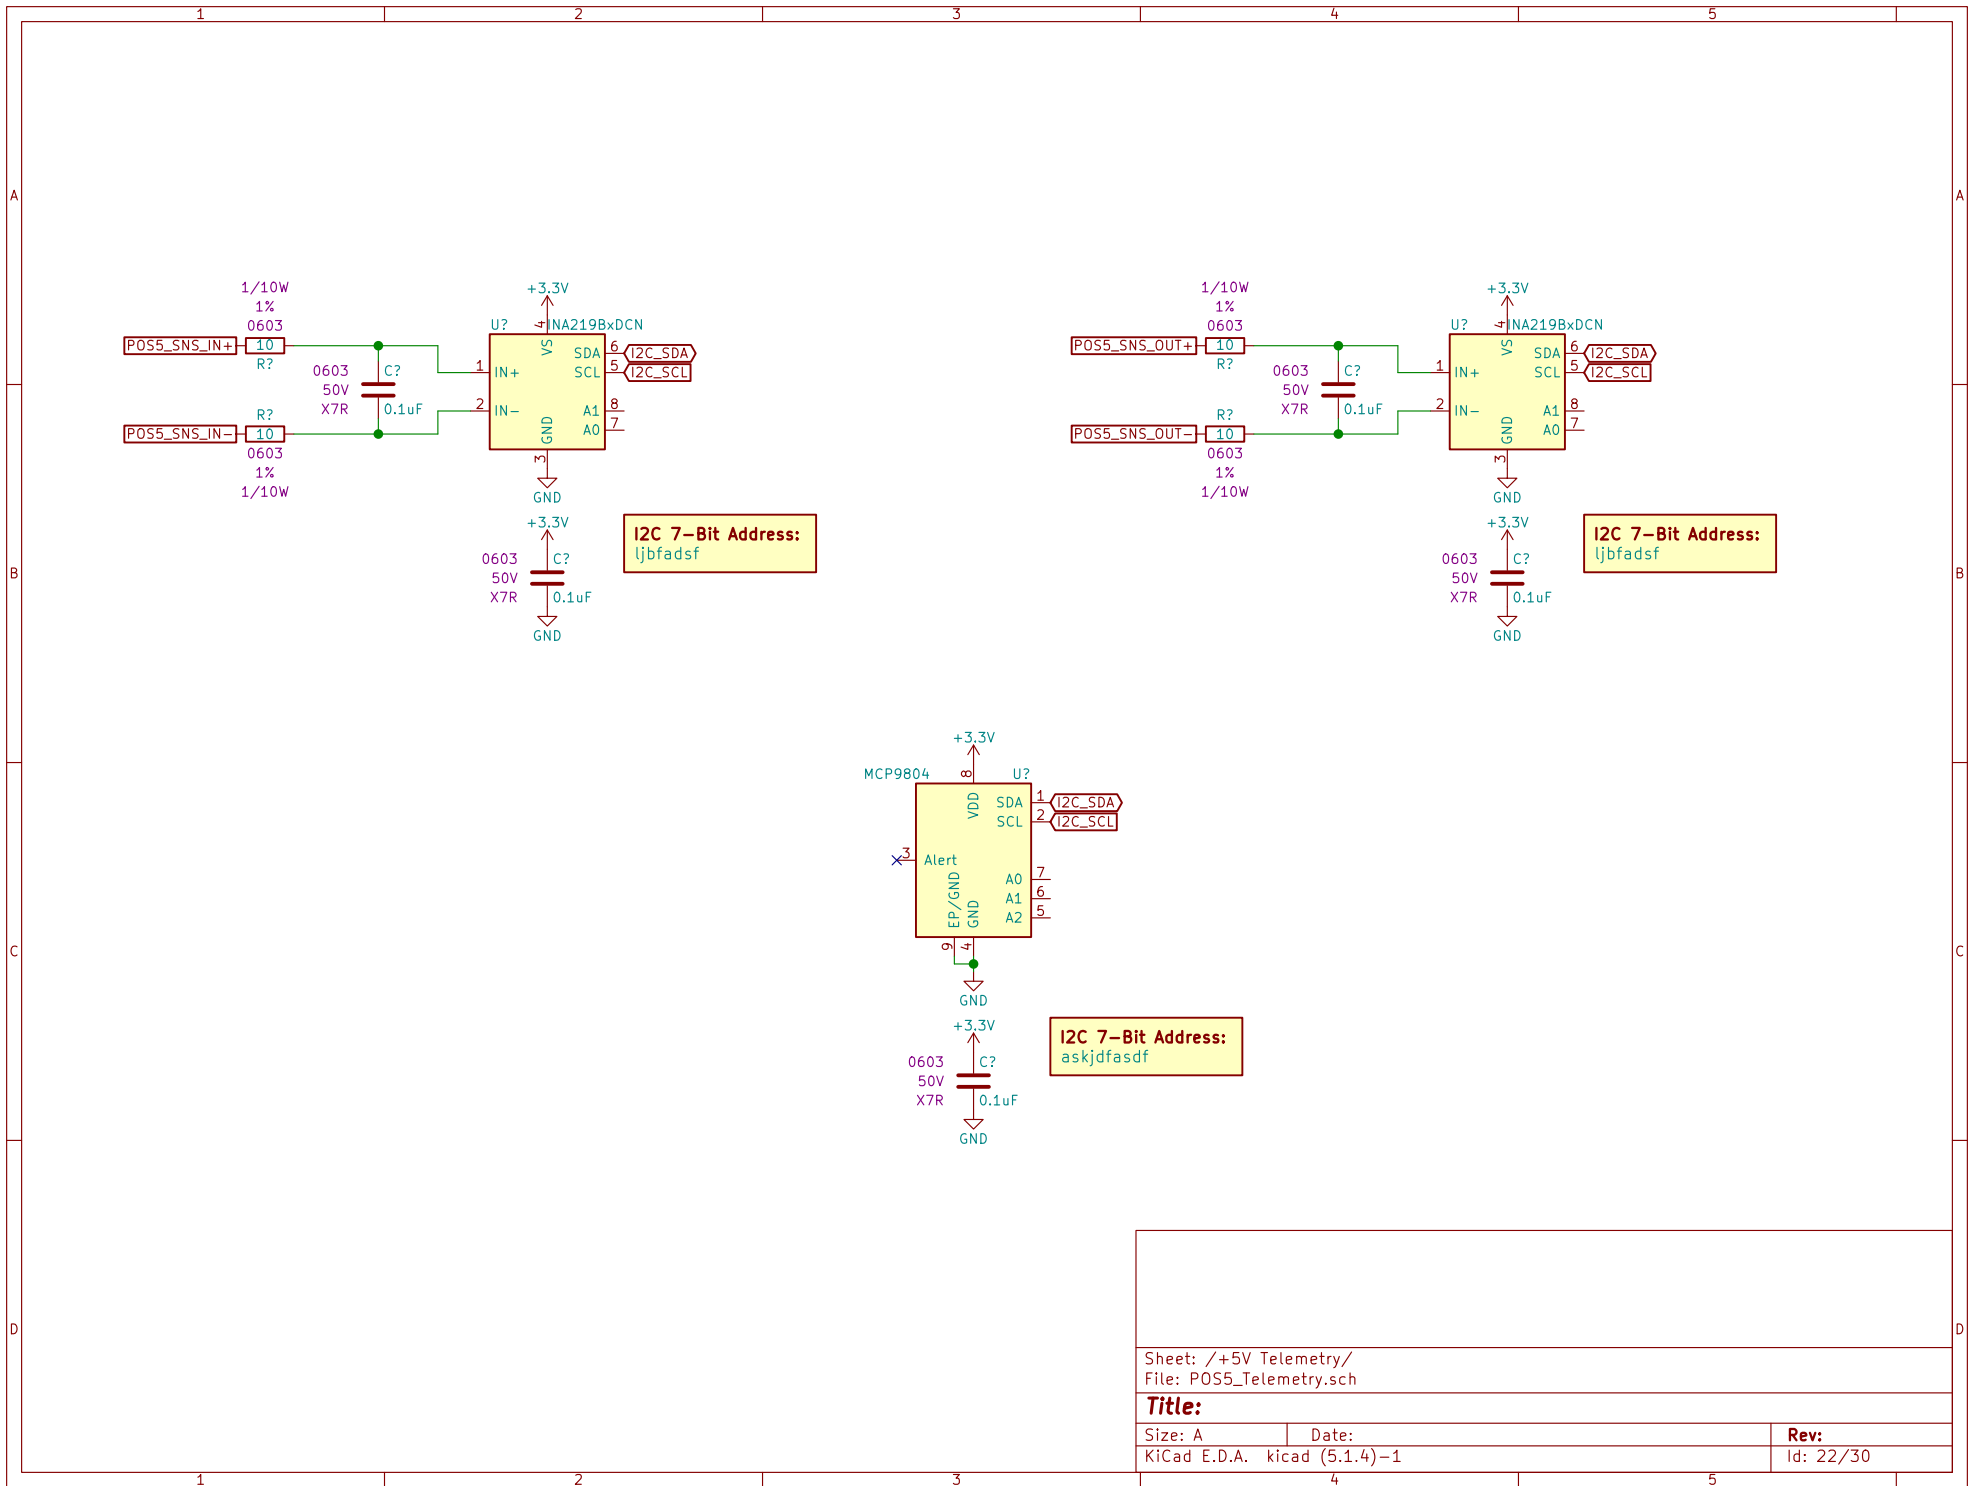 1 2 3 4 5
A A
B B
C C
D D
1/10W
1%
0603
POS5_SNS_IN+ 10
R?
0603 C?
50V
X7R 0.1uF
R?
POS5_SNS_IN- 10
0603
1%
1/10W
+3.3V
U? 4 INA219BxDCN
VS
SDA 6 I2C_SDA
SCL 5 I2C_SCL
1 IN+
2 IN-
A1 8
A0 7
GND
3
GND
+3.3V
0603 C?
50V
X7R 0.1uF
GND
I2C 7-Bit Address:
ljbfadsf
1/10W
1%
0603
POS5_SNS_OUT+ 10
R?
0603 C?
50V
X7R 0.1uF
R?
POS5_SNS_OUT- 10
0603
1%
1/10W
+3.3V
U? 4 INA219BxDCN
VS
SDA 6 I2C_SDA
SCL 5 I2C_SCL
1 IN+
2 IN-
A1 8
A0 7
GND
3
GND
+3.3V
0603 C?
50V
X7R 0.1uF
GND
I2C 7-Bit Address:
ljbfadsf
+3.3V
MCP9804 8 U?
VDD
SDA 1 I2C_SDA
SCL 2 I2C_SCL
3 Alert
A0 7
A1 6
A2 5
EP/GND GND
9 4
GND
+3.3V
0603 C?
50V
X7R 0.1uF
GND
I2C 7-Bit Address:
askjdfasdf
Sheet: /+5V Telemetry/
File: POS5_Telemetry.sch
Title:
Size: A Date: Rev:
KiCad E.D.A. kicad (5.1.4)-1 Id: 22/30
1 2 3 4 5